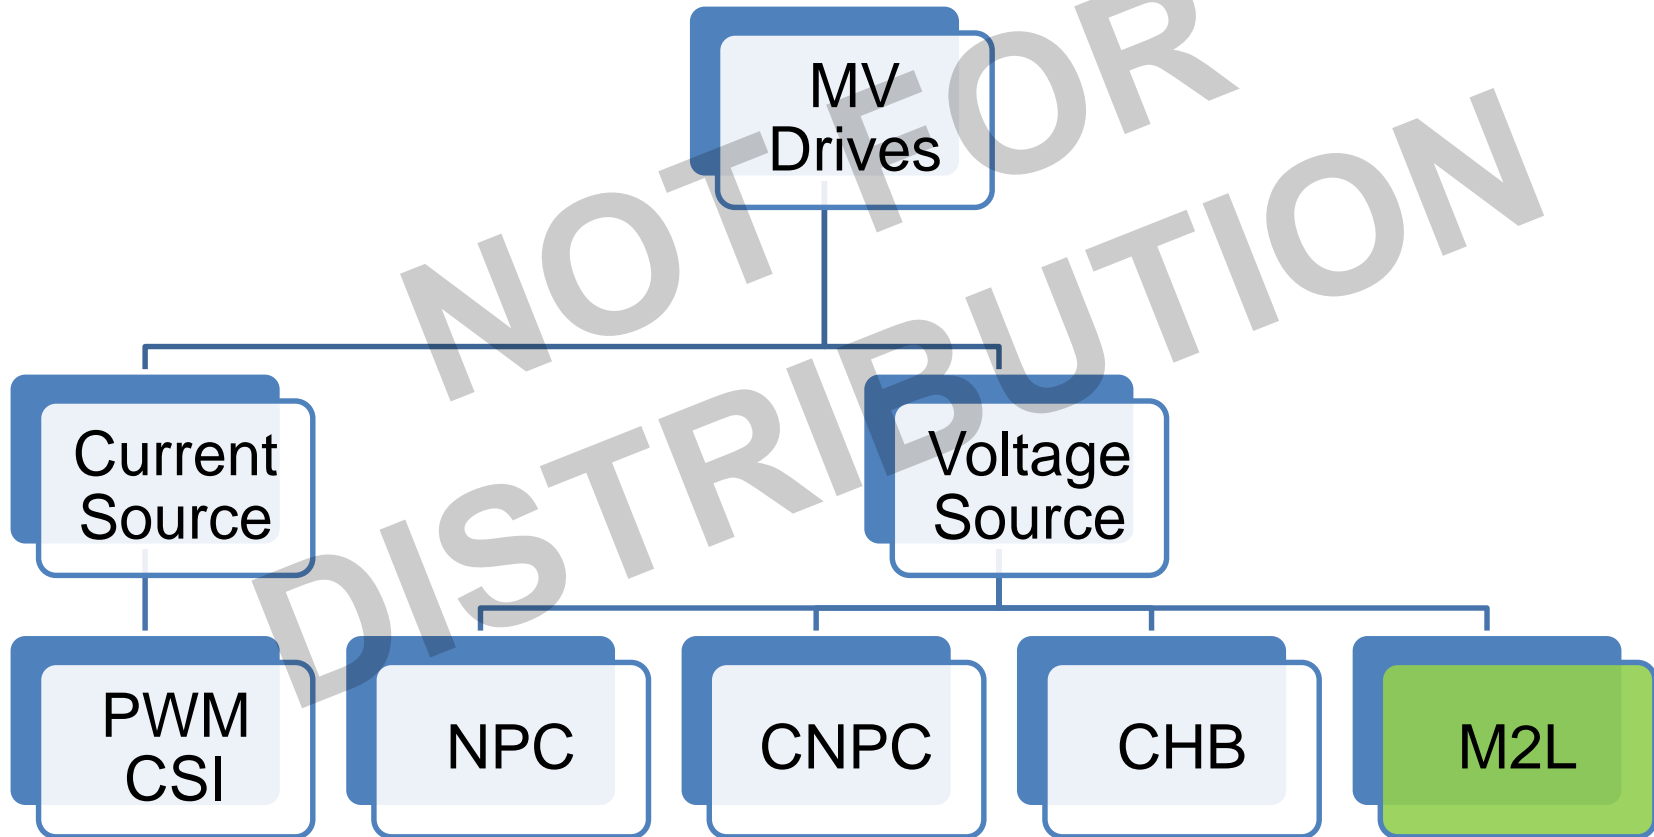 MV
Drives
NOT FOR
DISTRIBUTION
Current
Source
Voltage
Source
PWM
CSI
NPC
CNPC
CHB
M2L